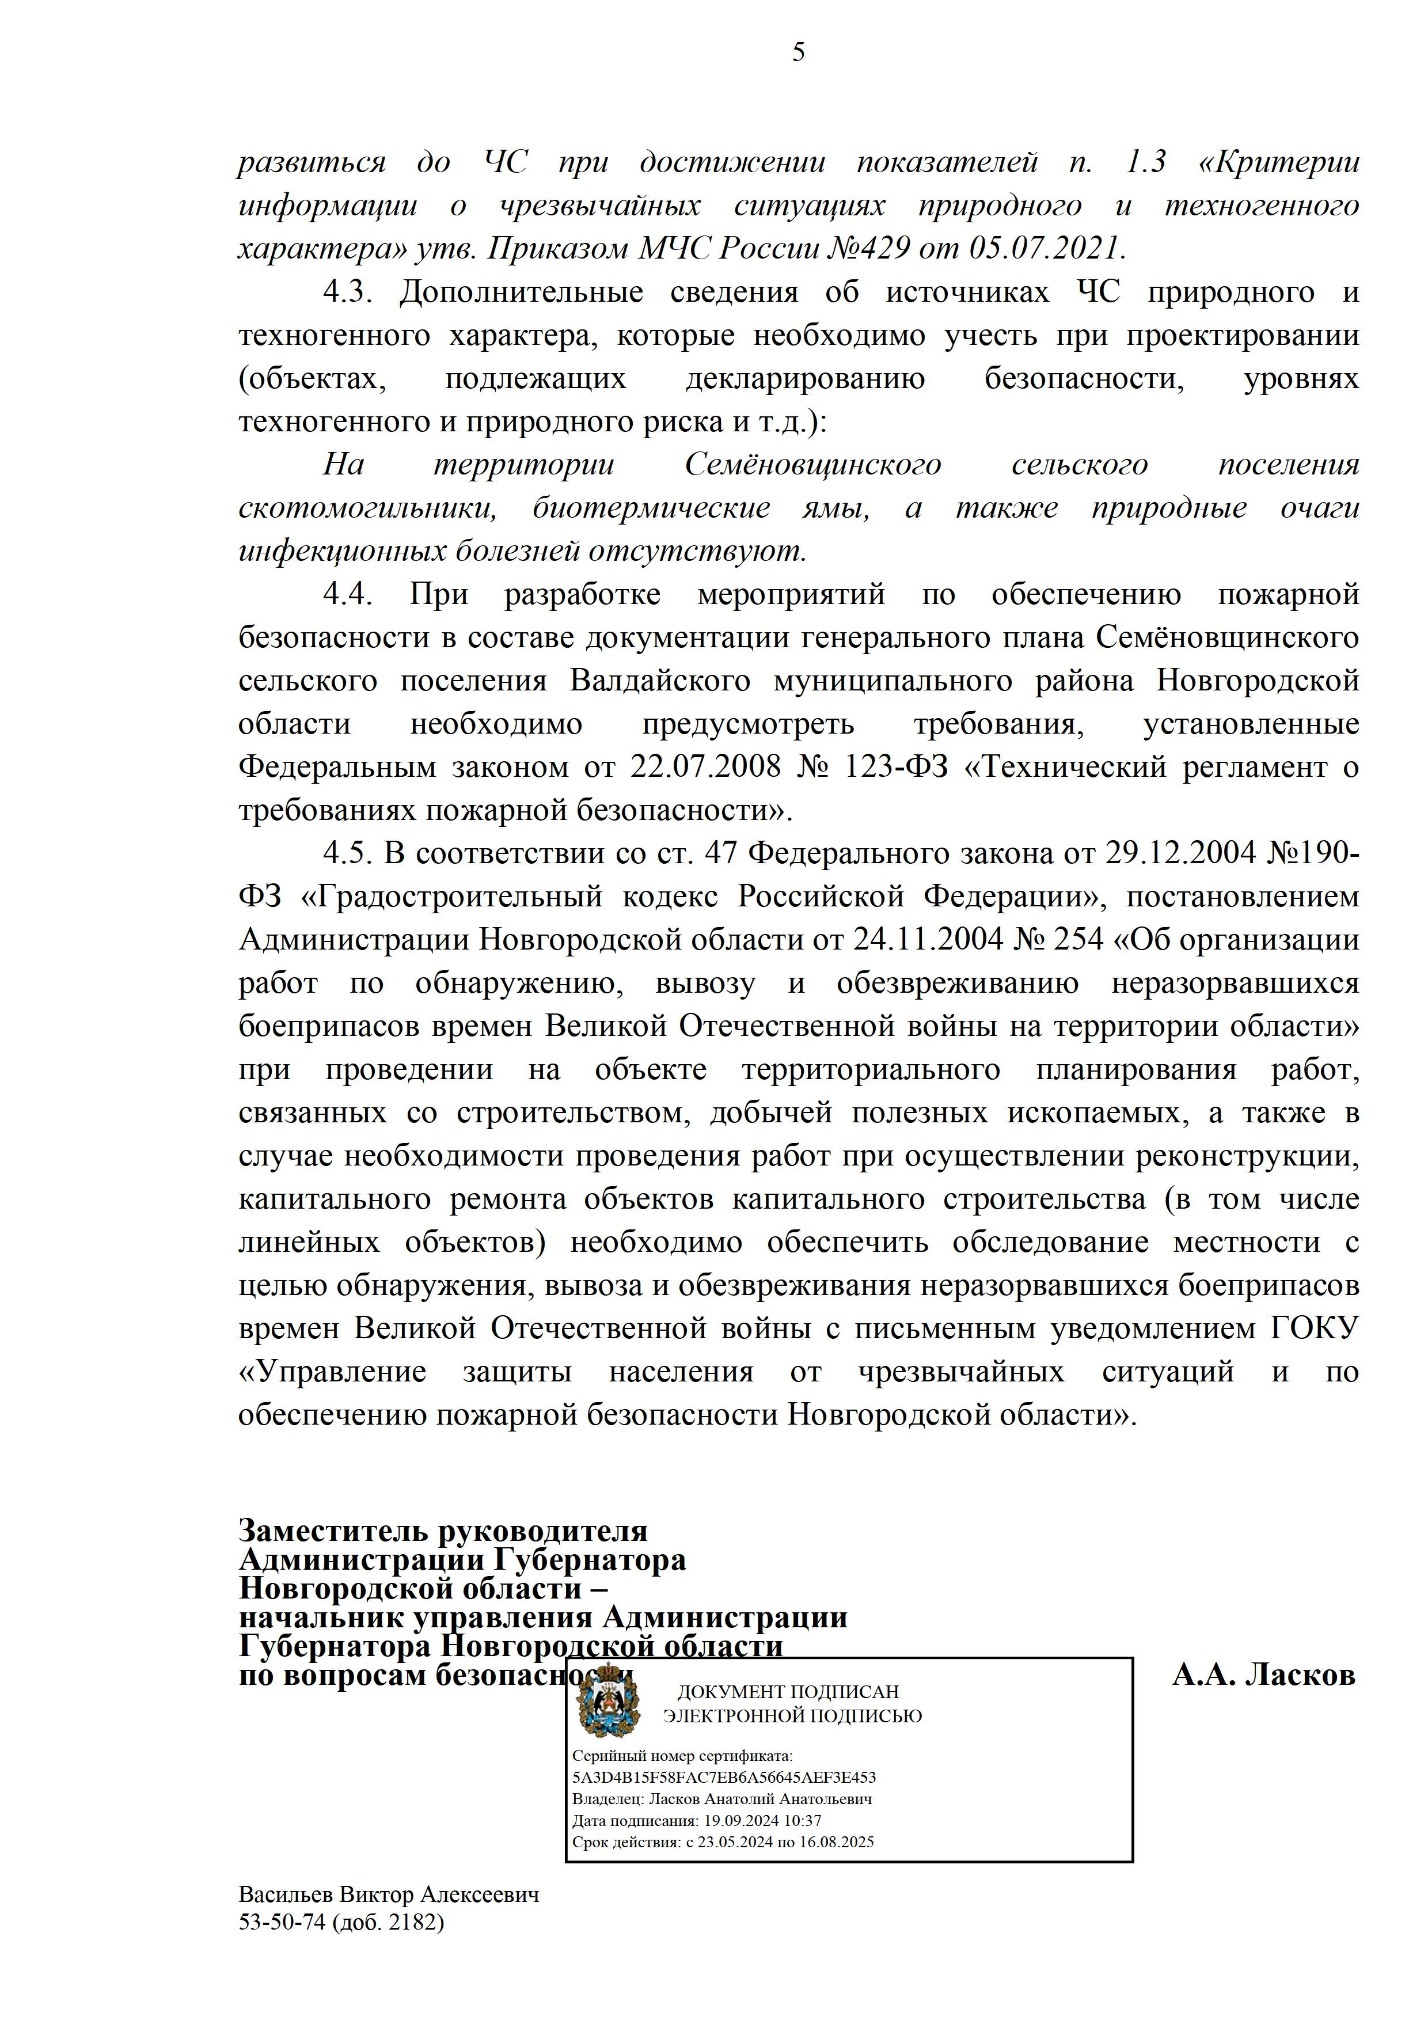 5
развиться до ЧС при достижении показателей п. 1.3 «Критерии
информации о чрезвычайных ситуациях природного и техногенного
характера» утв. Приказом МЧС России №429 от 05.07.2021.
4.3. Дополнительные сведения об источниках ЧС природного и
техногенного характера, которые необходимо учесть при проектировании
(объектах, подлежащих декларированию безопасности, уровнях
техногенного и природного риска и т.д.):
На территории Семёновщинского сельского поселения
скотомогильники, биотермические ямы, а также природные очаги
инфекционных болезней отсутствуют.
4.4. При разработке мероприятий по обеспечению пожарной
безопасности в составе документации генерального плана Семёновщинского
сельского поселения Валдайского муниципального района Новгородской
области необходимо предусмотреть требования, установленные
Федеральным законом от 22.07.2008 № 123-ФЗ «Технический регламент о
требованиях пожарной безопасности».
4.5. В соответствии со ст. 47 Федерального закона от 29.12.2004 №190-
ФЗ «Градостроительный кодекс Российской Федерации», постановлением
Администрации Новгородской области от 24.11.2004 № 254 «Об организации
работ по обнаружению, вывозу и обезвреживанию неразорвавшихся
боеприпасов времен Великой Отечественной войны на территории области»
при проведении на объекте территориального планирования работ,
связанных со строительством, добычей полезных ископаемых, а также в
случае необходимости проведения работ при осуществлении реконструкции,
капитального ремонта объектов капитального строительства (в том числе
линейных объектов) необходимо обеспечить обследование местности с
целью обнаружения, вывоза и обезвреживания неразорвавшихся боеприпасов
времен Великой Отечественной войны с письменным уведомлением ГОКУ
«Управление защиты населения от чрезвычайных ситуаций и по
обеспечению пожарной безопасности Новгородской области».
Заместитель руководителя
Администрации Губернатора
Новгородской области –
начальник управления Администрации
Губернатора Новгородской области
по вопросам безопасности А.А. Ласков
ДОКУМЕНТ ПОДПИСАН
ЭЛЕКТРОННОЙ ПОДПИСЬЮ
Серийный номер сертификата:
5A3D4B15F58FAC7EB6A56645AEF3E453
Владелец: Ласков Анатолий Анатольевич
Дата подписания: 19.09.2024 10:37
Срок действия: с 23.05.2024 по 16.08.2025
Васильев Виктор Алексеевич
53-50-74 (доб. 2182)